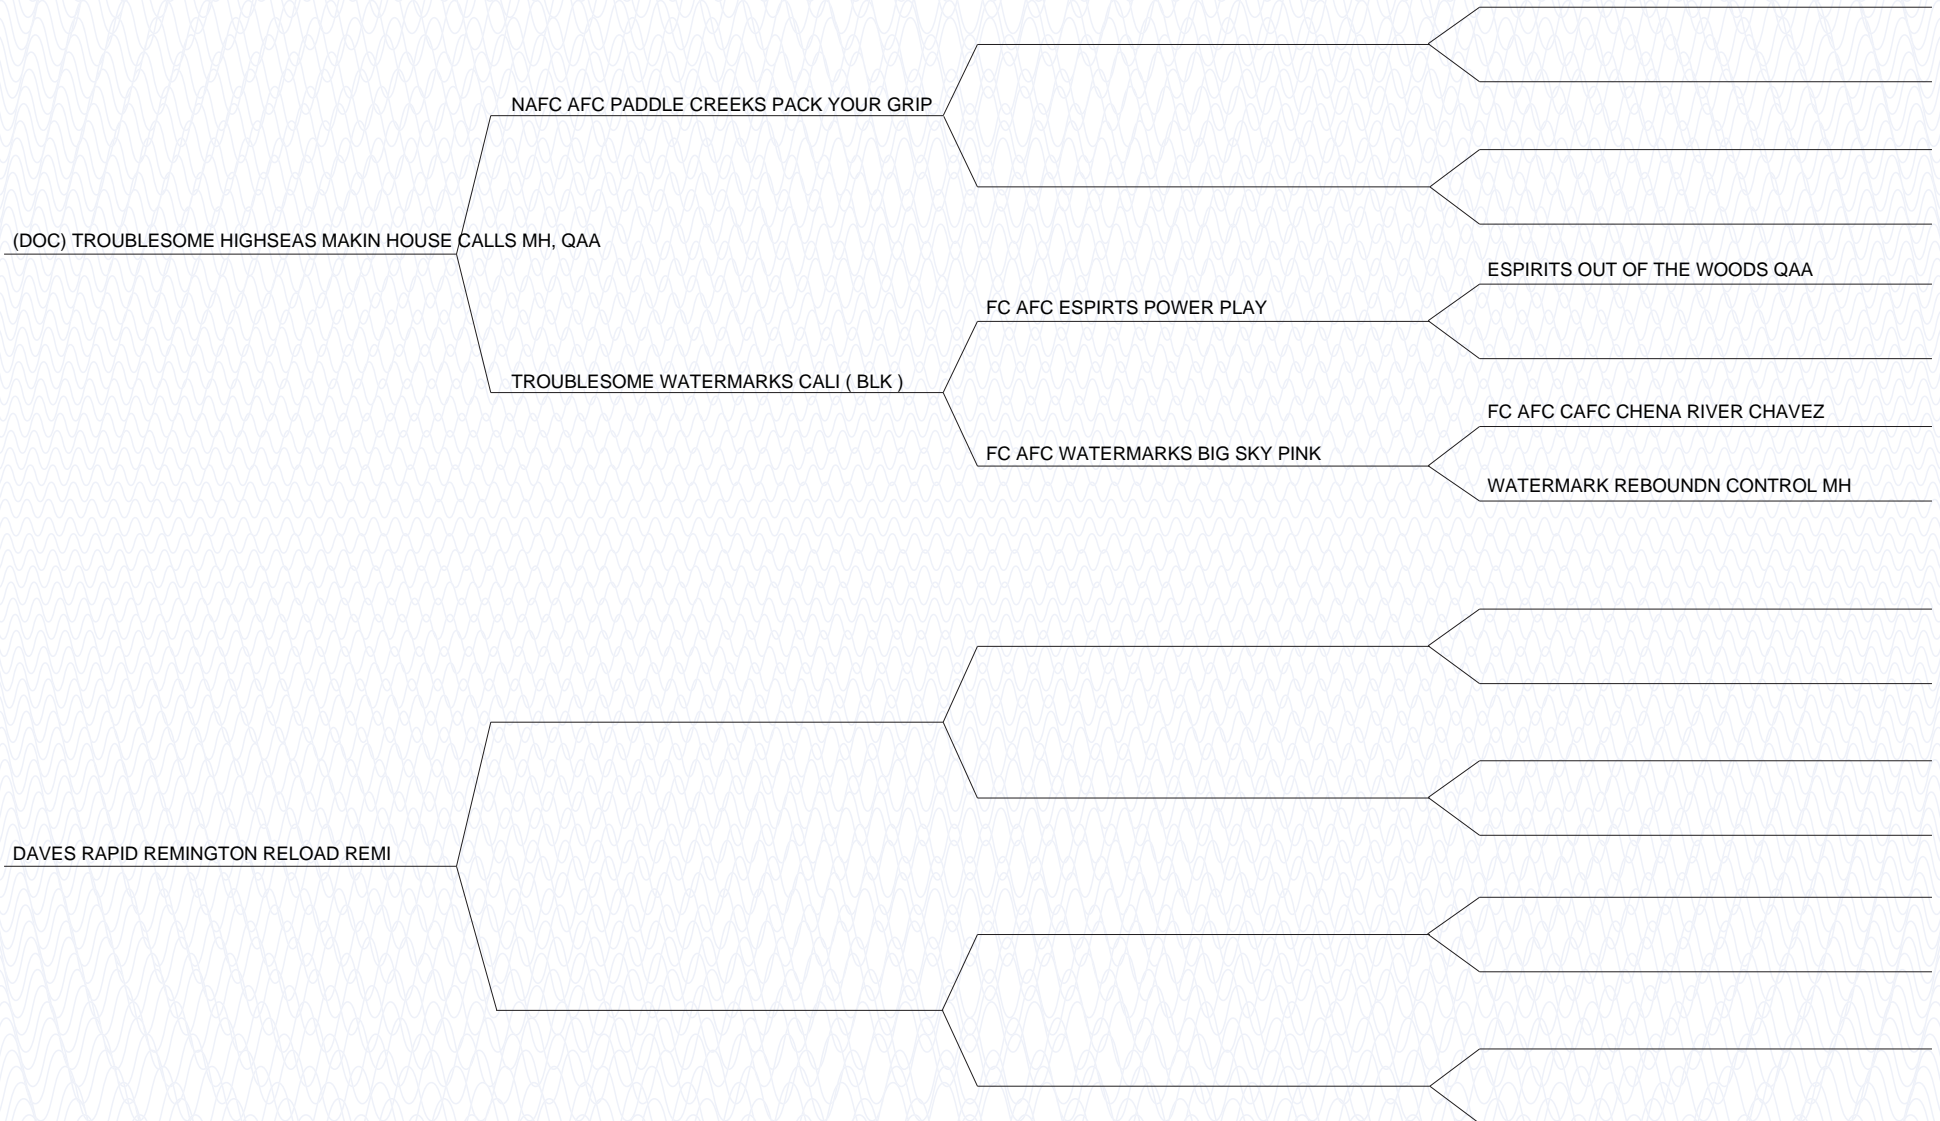 NAFC AFC PADDLE CREEKS PACK YOUR GRIP
(DOC) TROUBLESOME HIGHSEAS MAKIN HOUSE CALLS MH, QAA
ESPIRITS OUT OF THE WOODS QAA
FC AFC ESPIRTS POWER PLAY
TROUBLESOME WATERMARKS CALI ( BLK )
FC AFC CAFC CHENA RIVER CHAVEZ
FC AFC WATERMARKS BIG SKY PINK
WATERMARK REBOUNDN CONTROL MH
DAVES RAPID REMINGTON RELOAD REMI